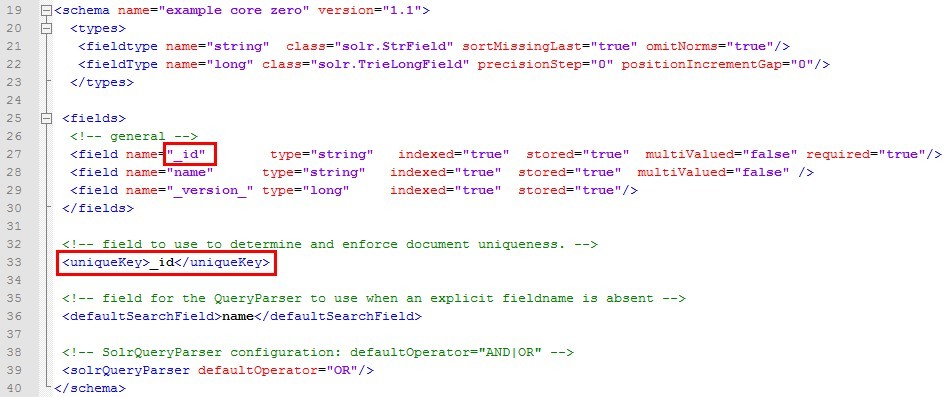 19 <schema name="example core zero" version="1.1">
20 <types>
21 <fieldtype name="string"  class="solr.StrField" sortMissingLast="true" omitNorms="true"/>
22 <fieldType name="long" class="solr.TrieLongField" precisionStep="0" positionIncrementGap="0"/>
23 </types>
24
25 <fields>
26 <!-- general -->
27 <field name="_id"        type="string"   indexed="true"  stored="true"  multiValued="false" required="true"/>
28 <field name="name"      type="string"   indexed="true"  stored="true"  multiValued="false" />
29 <field name="_version_" type="long"     indexed="true"  stored="true"/>
30 </fields>
31
32 <!-- field to use to determine and enforce document uniqueness. -->
33 <uniqueKey>_id</uniqueKey>
34
35 <!-- field for the QueryParser to use when an explicit fieldname is absent -->
36 <defaultSearchField>name</defaultSearchField>
37
38 <!-- SolrQueryParser configuration: defaultOperator="AND|OR" -->
39 <solrQueryParser defaultOperator="OR"/>
40 </schema>